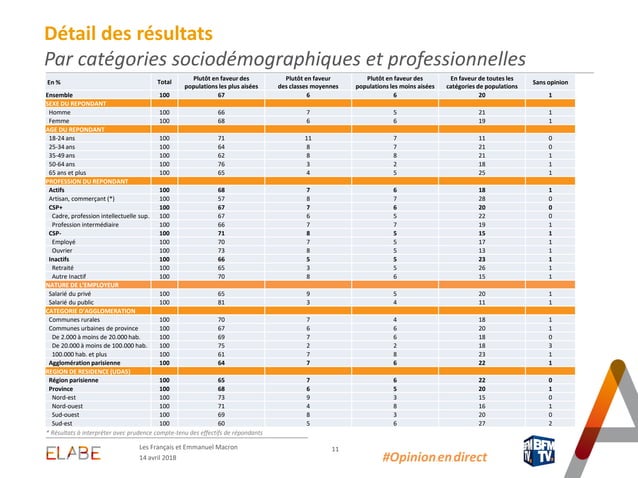 Détail des résultats
Par catégories sociodémographiques et professionnelles
En % Total Plutôt en faveur des populations les plus aisées Plutôt en faveur des classes moyennes Plutôt en faveur des populations les moins aisées En faveur de toutes les catégories de populations Sans opinion
Ensemble 100 67 6 6 20 1
SEXE DU REPONDANT
Homme 100 66 7 5 21 1
Femme 100 68 6 6 19 1
AGE DU REPONDANT
18-24 ans 100 71 11 7 11 0
25-34 ans 100 64 8 7 21 0
35-49 ans 100 62 8 8 21 1
50-64 ans 100 76 3 2 18 1
65 ans et plus 100 65 4 5 25 1
PROFESSION DU REPONDANT
Actifs 100 68 7 6 18 1
Artisan, commerçant (*) 100 57 8 7 28 0
CSP+ 100 67 7 6 20 0
Cadre, profession intellectuelle sup. 100 67 6 5 22 0
Profession intermédiaire 100 66 7 7 19 1
CSP- 100 71 8 5 15 1
Employé 100 70 7 5 17 1
Ouvrier 100 73 8 5 13 1
Inactifs 100 66 5 5 23 1
Retraité 100 65 3 5 26 1
Autre Inactif 100 70 8 6 15 1
NATURE DE L'EMPLOYEUR
Salarié du privé 100 65 9 5 20 1
Salarié du public 100 81 3 4 11 1
CATEGORIE D'AGGLOMERATION
Communes rurales 100 70 7 4 18 1
Communes urbaines de province 100 67 6 6 20 1
De 2.000 à moins de 20.000 hab. 100 69 7 6 18 0
De 20.000 à moins de 100.000 hab. 100 75 2 2 18 3
100.000 hab. et plus 100 61 7 8 23 1
Agglomération parisienne 100 64 7 6 22 1
REGION DE RESIDENCE (UDA5)
Région parisienne 100 65 7 6 22 0
Province 100 68 6 5 20 1
Nord-est 100 73 9 3 15 0
Nord-ouest 100 71 4 8 16 1
Sud-ouest 100 69 8 3 20 0
Sud-est 100 60 5 6 27 2
* Résultats à interpréter avec prudence compte-tenu des effectifs de répondants
ELABE
Les Français et Emmanuel Macron
14 avril 2018
11
#Opinionendirect
BFM
TV.